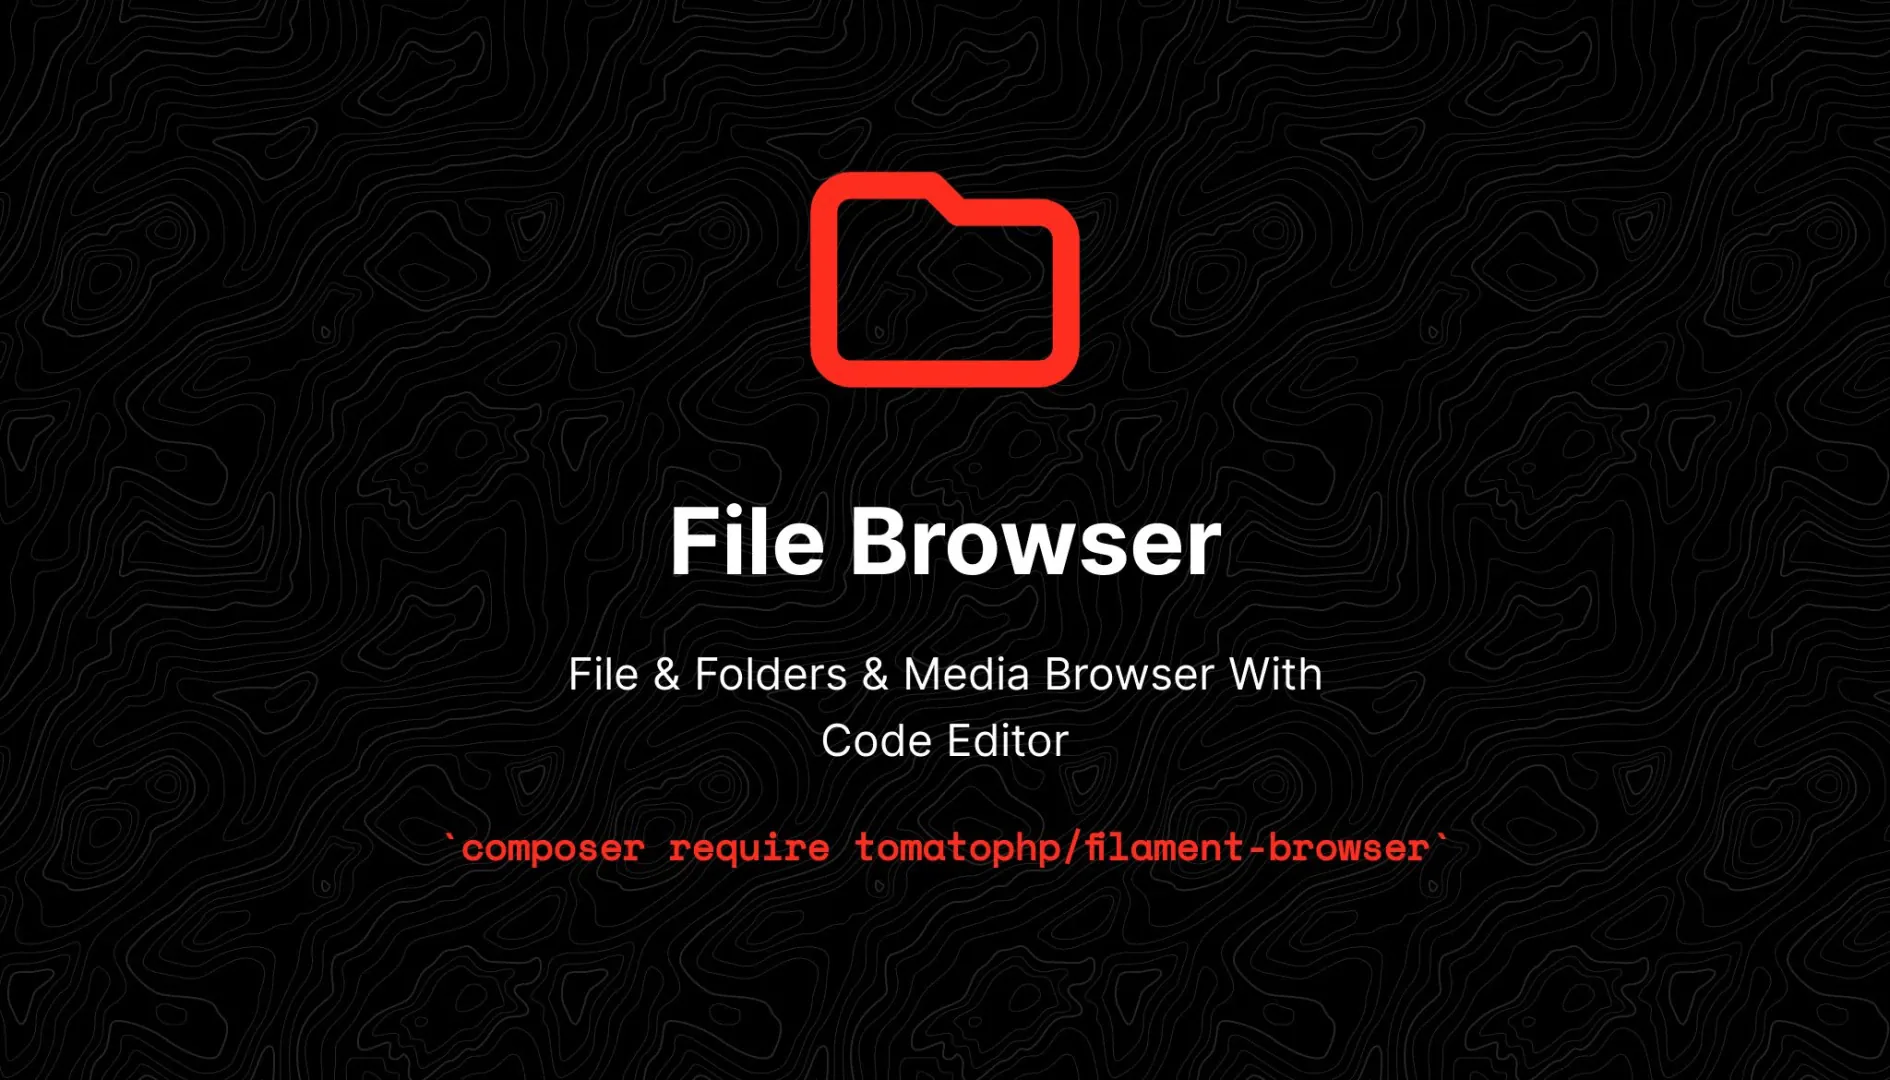 File Browser
File & Folders & Media Browser With
Code Editor
`composer require tomatophp/filament-browser`